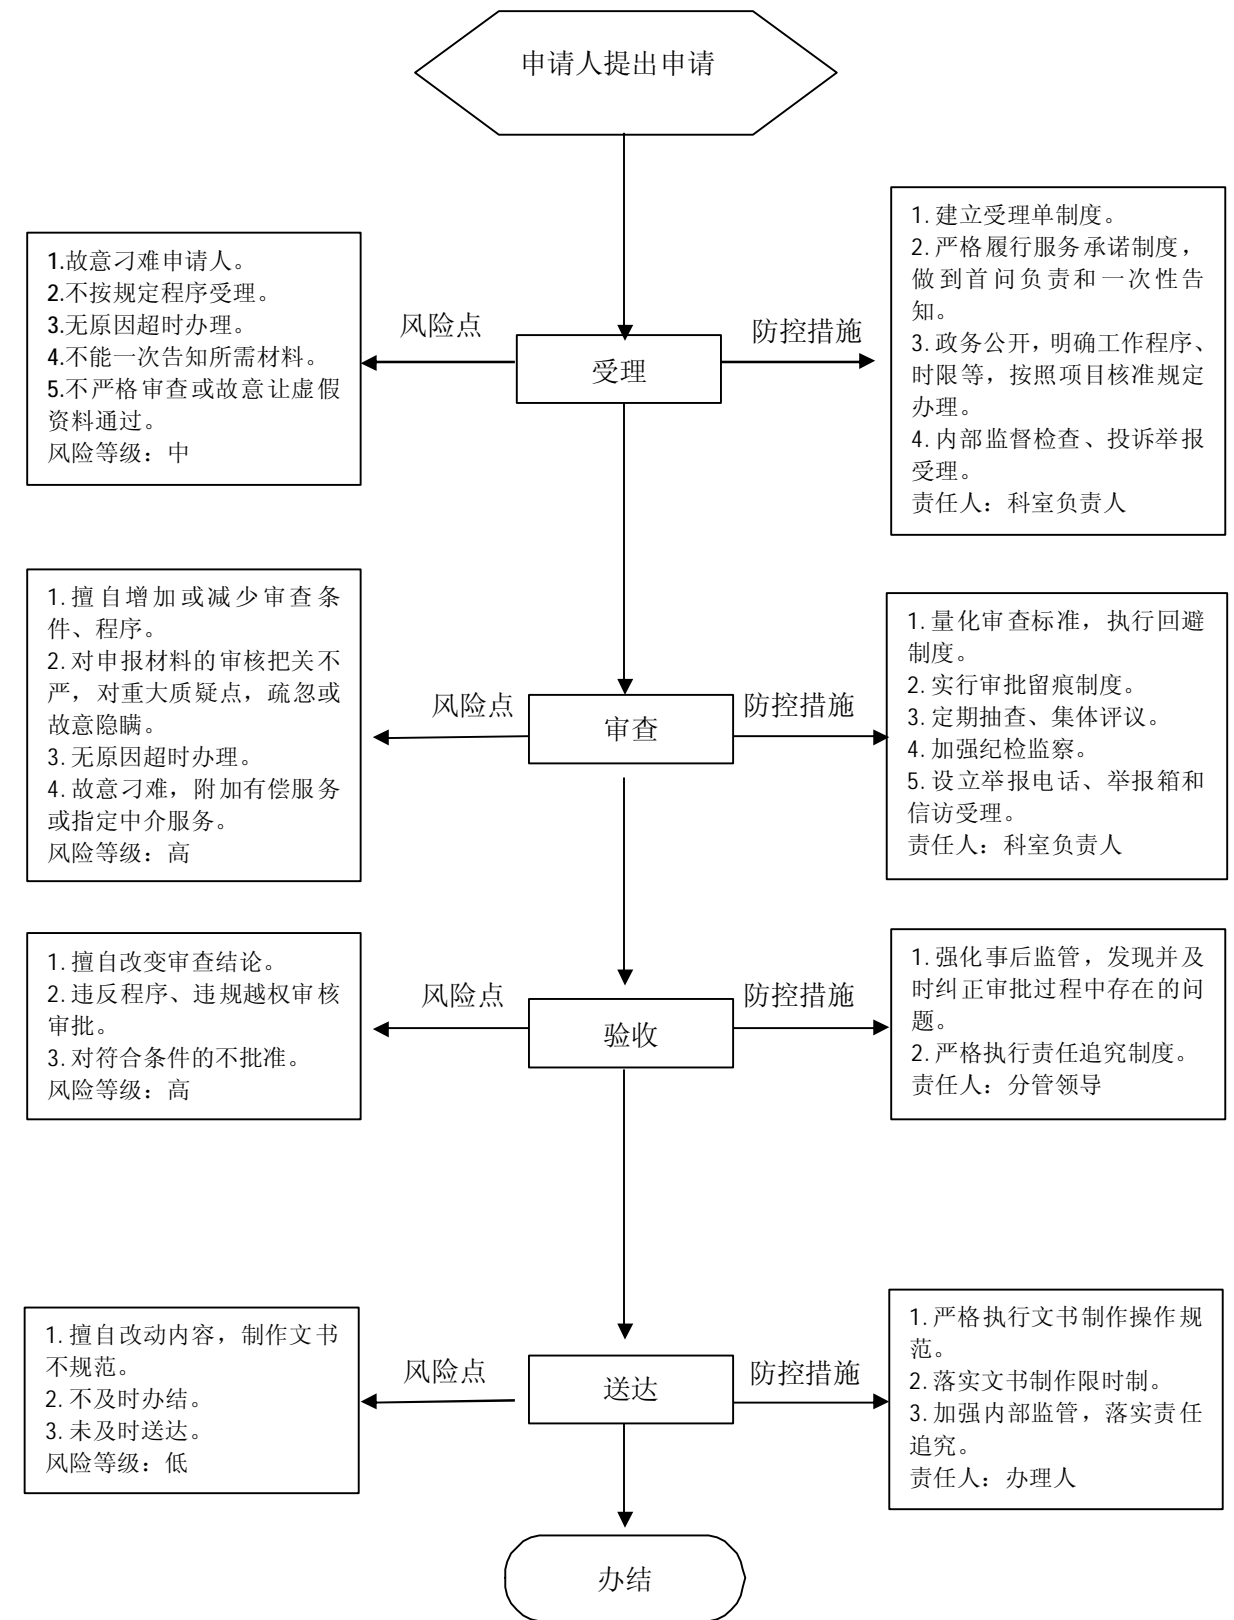 申请人提出申请
1.故意刁难申请人。
2.不按规定程序受理。
3.无原因超时办理。
4.不能一次告知所需材料。
5.不严格审查或故意让虚假
资料通过。
风险等级：中
风险点
受理
防控措施
1.建立受理单制度。
2.严格履行服务承诺制度，
做到首问负责和一次性告
知。
3.政务公开，明确工作程序、
时限等，按照项目核准规定
办理。
4.内部监督检查、投诉举报
受理。
责任人：科室负责人
1.擅自增加或减少审查条
件、程序。
2.对申报材料的审核把关不
严，对重大质疑点，疏忽或
故意隐瞒。
3.无原因超时办理。
4.故意刁难，附加有偿服务
或指定中介服务。
风险等级：高
风险点
审查
防控措施
1.量化审查标准，执行回避
制度。
2.实行审批留痕制度。
3.定期抽查、集体评议。
4.加强纪检监察。
5.设立举报电话、举报箱和
信访受理。
责任人：科室负责人
1.擅自改变审查结论。
2.违反程序、违规越权审核
审批。
3.对符合条件的不批准。
风险等级：高
风险点
验收
防控措施
1.强化事后监管，发现并及
时纠正审批过程中存在的问
题。
2.严格执行责任追究制度。
责任人：分管领导
1.擅自改动内容，制作文书
不规范。
2.不及时办结。
3.未及时送达。
风险等级：低
风险点
送达
防控措施
1.严格执行文书制作操作规
范。
2.落实文书制作限时制。
3.加强内部监管，落实责任
追究。
责任人：办理人
办结